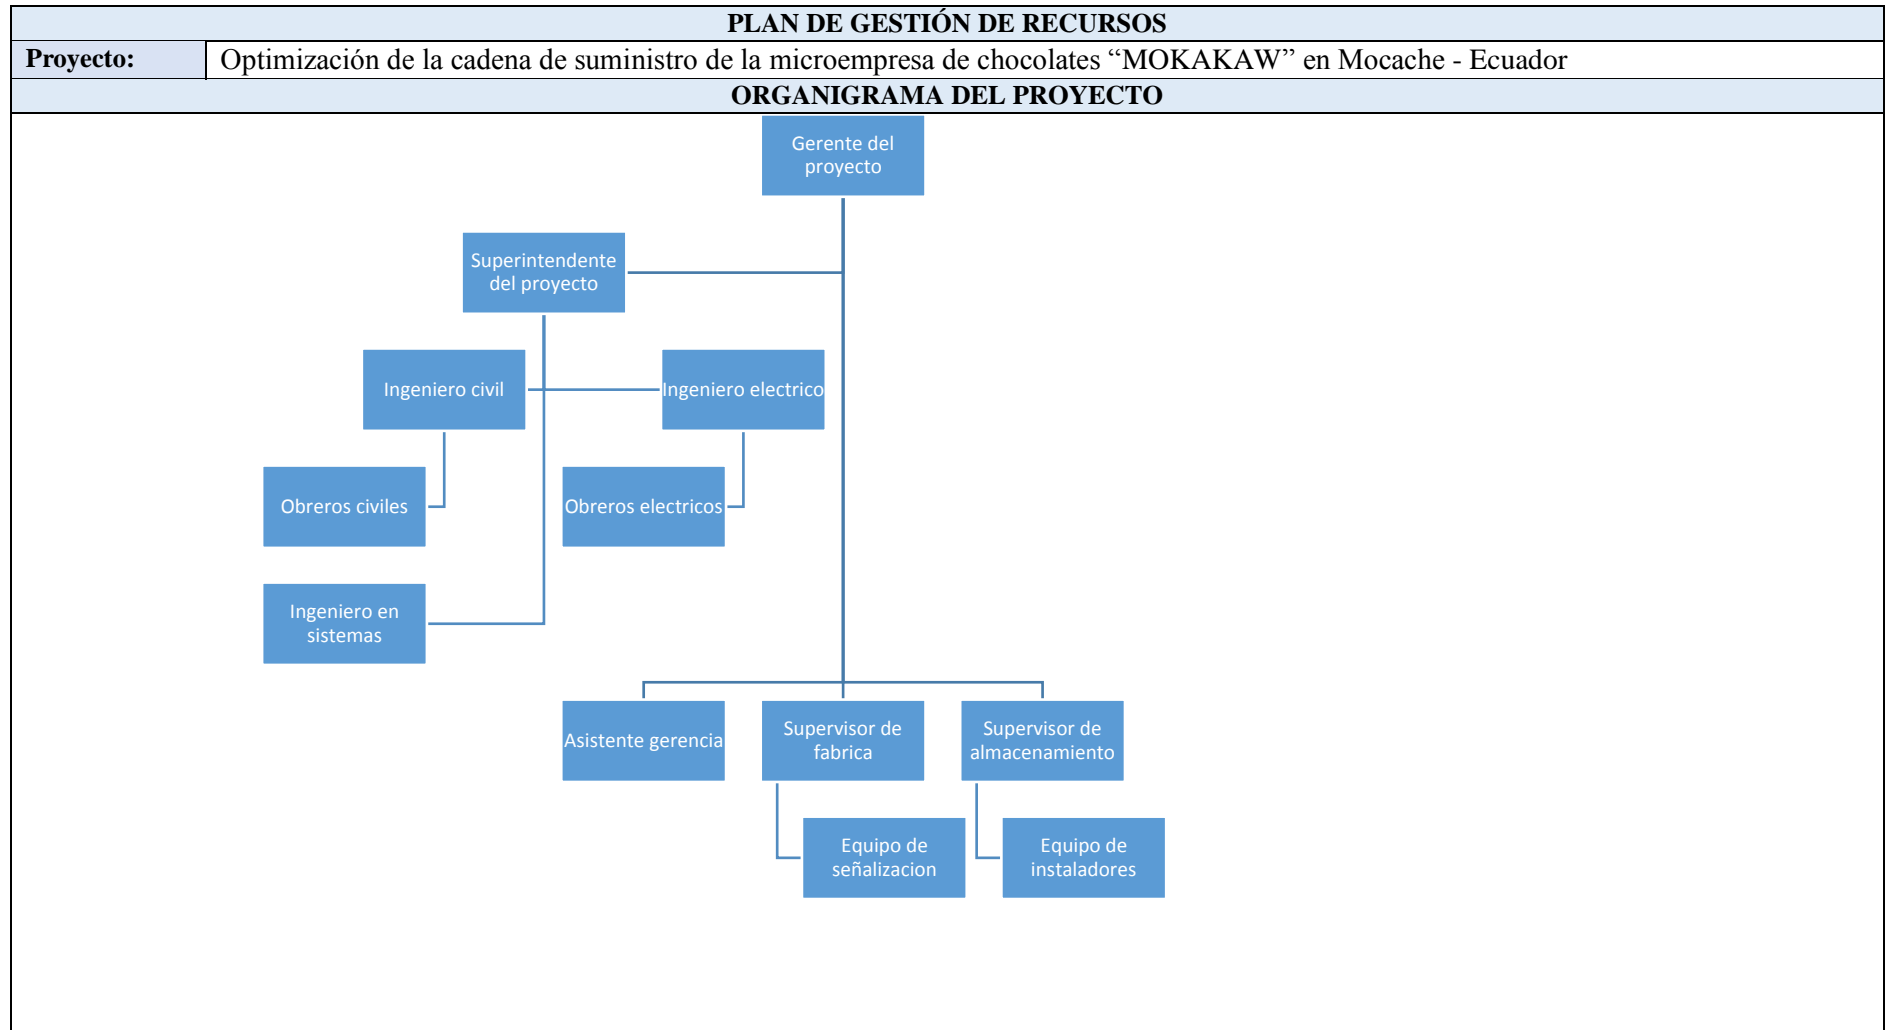 PLAN DE GESTIÓN DE RECURSOS
Proyecto: Optimización de la cadena de suministro de la microempresa de chocolates “MOKAKAW” en Mocache - Ecuador
ORGANIGRAMA DEL PROYECTO
Gerente del
proyecto
Superintendente
del proyecto
Ingeniero civil
Ingeniero electrico
Obreros civiles
Obreros electricos
Ingeniero en
sistemas
Asistente gerencia
Supervisor de
fabrica
Supervisor de
almacenamiento
Equipo de
señalizacion
Equipo de
instaladores